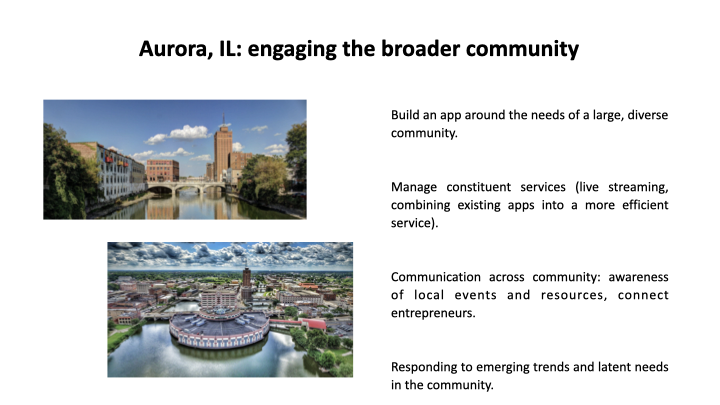 Aurora, IL: engaging the broader community
Build an app around the needs of a large, diverse
community.
Manage constituent services (live streaming,
combining existing apps into a more efficient
service).
Communication across community: awareness
of local events and resources, connect
entrepreneurs.
Responding to emerging trends and latent needs
in the community.